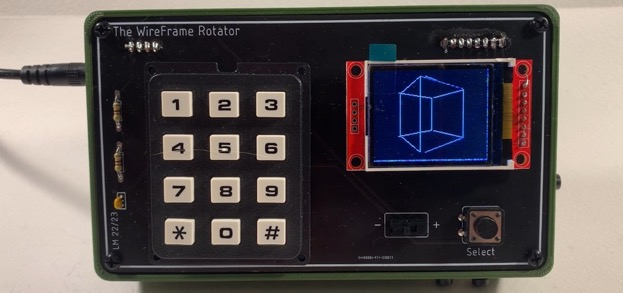 The WireFrame Rotator
1 2 3
4 5 6
7 8 9
* 0 #
- +
Select
LM 22/23